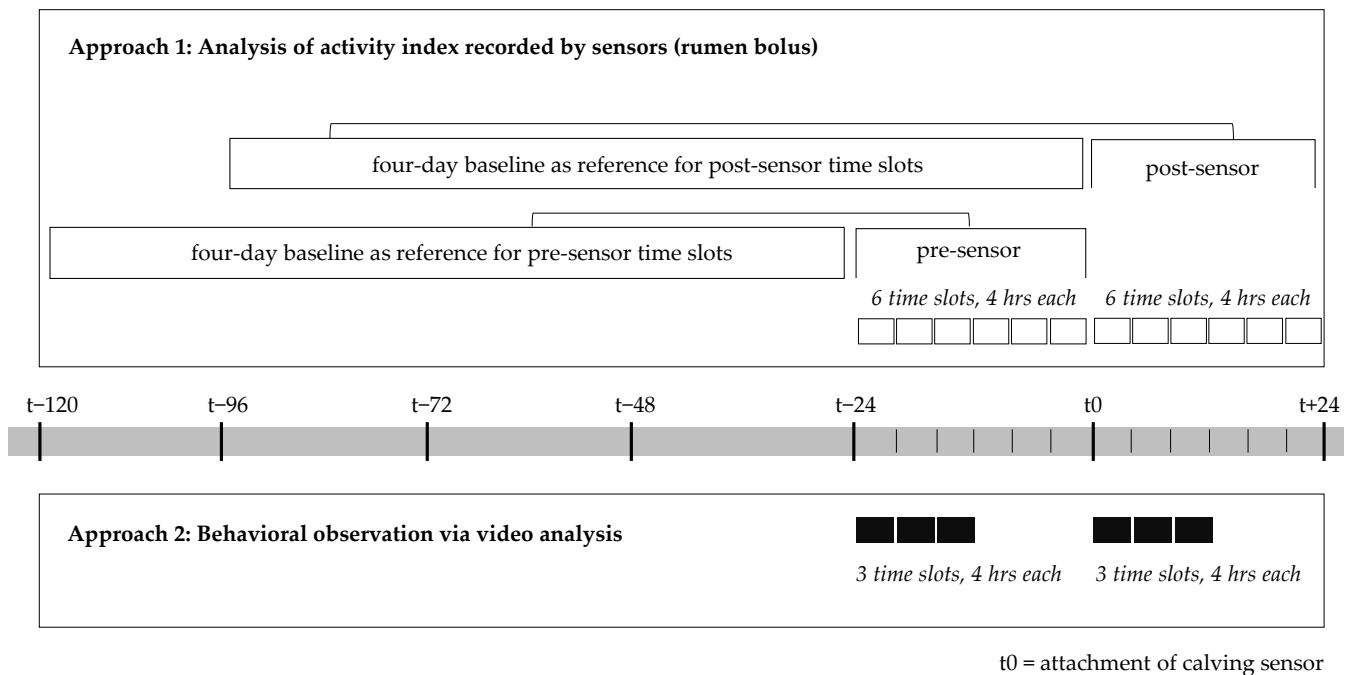 Approach 1: Analysis of activity index recorded by sensors (rumen bolus)
four-day baseline as reference for post-sensor time slots
post-sensor
four-day baseline as reference for pre-sensor time slots
pre-sensor
6 time slots, 4 hrs each
6 time slots, 4 hrs each
t−120
t−96
t−72
t−48
t−24
t0
t+24
Approach 2: Behavioral observation via video analysis
3 time slots, 4 hrs each
3 time slots, 4 hrs each
t0 = attachment of calving sensor